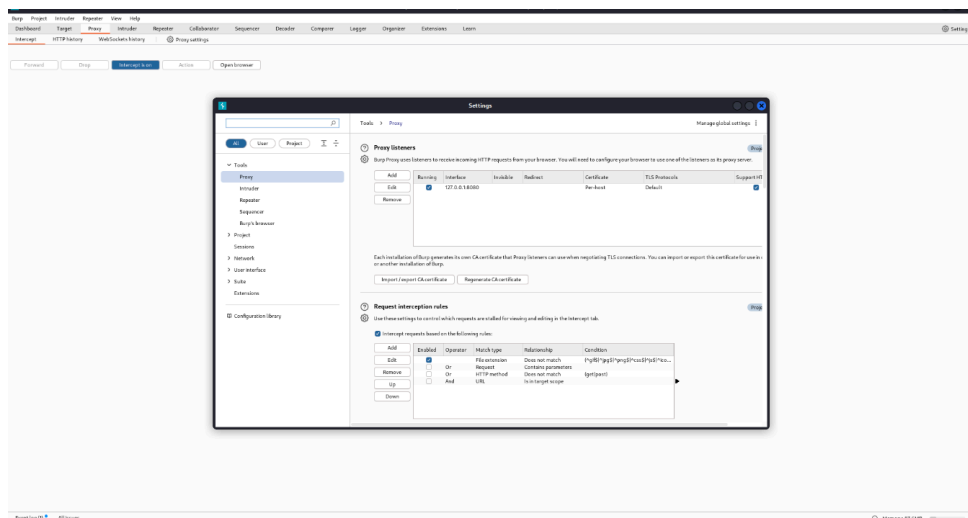 Burp Project Intruder Repeater View Help
Dashboard Target Proxy Intruder Repeater Collaborator Sequencer Decoder Comparer Logger Organizer Extensions Learn Setting
Intercept HTTP history WebSockets history Proxy settings
Forward Drop Intercept is on Action Open browser
Settings
Tools > Proxy Manage global settings
All User Project
Proxy listeners
Burp Proxy uses listeners to receive incoming HTTP requests from your browser. You will need to configure your browser to use one of the listeners as its proxy server.
Tools
Proxy
Intruder
Repeater
Sequencer
Burp's browser
Project
Sessions
Network
User interface
Suite
Extensions
Configuration library
Add
Edit
Remove
Running Interface Invisible Redirect Certificate TLS Protocols Support HT
127.0.0.1:8080 Per-host Default
Each installation of Burp generates its own CA certificate that Proxy listeners can use when negotiating TLS connections. You can import or export this certificate for use in
or another installation of Burp.
Import / export CA certificate Regenerate CA certificate
Request interception rules
Use these settings to control which requests are stalled for viewing and editing in the Intercept tab.
Intercept requests based on the following rules:
Add
Edit
Remove
Up
Down
Enabled Operator Match type Relationship Condition
File extension Does not match
Or Request Contains parameters
Or HTTP method Does not match (get|post)
And URL Is in target scope